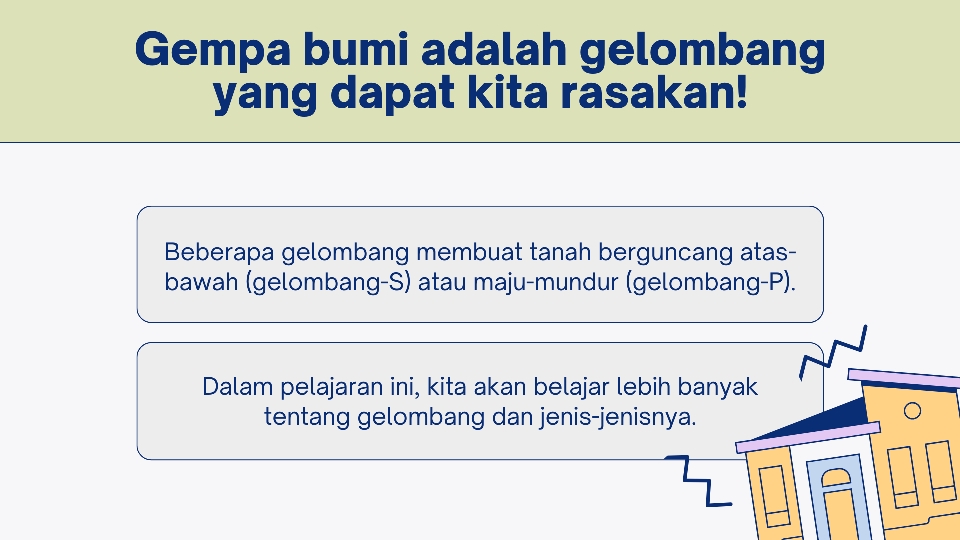 Gempa bumi adalah gelombang
yang dapat kita rasakan!
Beberapa gelombang membuat tanah berguncang atas-
bawah (gelombang-S) atau maju-mundur (gelombang-P).
Dalam pelajaran ini, kita akan belajar lebih banyak
tentang gelombang dan jenis-jenisnya.